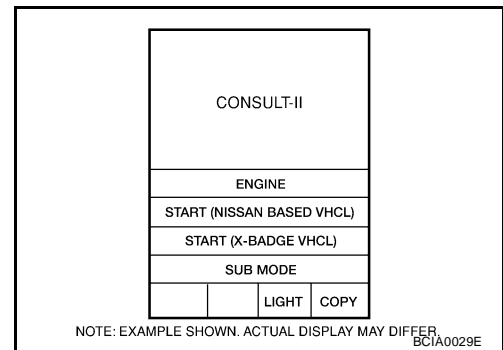 CONSULT-II
ENGINE
START (NISSAN BASED VHCL)
START (X-BADGE VHCL)
SUB MODE
LIGHT COPY
NOTE: EXAMPLE SHOWN. ACTUAL DISPLAY MAY DIFFER.
BCIA0029E